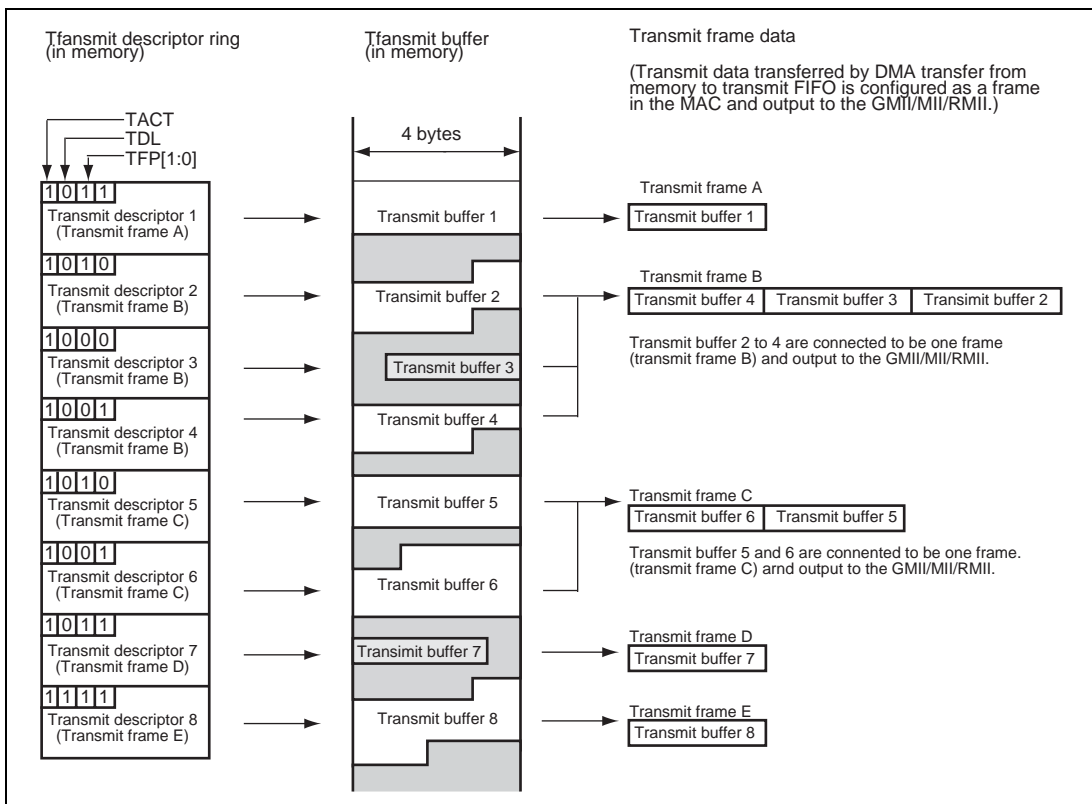 Tfansmit descriptor ring
(in memory)
Tfansmit buffer
(in memory)
Transmit frame data
(Transmit data transferred by DMA transfer from
memory to transmit FIFO is configured as a frame
in the MAC and output to the GMII/MII/RMII.)
TACT
TDL
TFP[1:0]
4 bytes
1 0 1 1
Transmit descriptor 1
(Transmit frame A)
Transmit buffer 1
Transmit frame A
Transmit buffer 1
1 0 1 0
Transmit descriptor 2
(Transmit frame B)
Transimit buffer 2
Transmit frame B
Transmit buffer 4 Transmit buffer 3 Transimit buffer 2
Transmit buffer 2 to 4 are connected to be one frame
(transmit frame B) and output to the GMII/MII/RMII.
1 0 0 0
Transmit descriptor 3
(Transmit frame B)
Transmit buffer 3
1 0 0 1
Transmit descriptor 4
(Transmit frame B)
Transmit buffer 4
1 0 1 0
Transmit descriptor 5
(Transmit frame C)
Transmit buffer 5
Transmit frame C
Transmit buffer 6 Transmit buffer 5
Transmit buffer 5 and 6 are connented to be one frame.
(transmit frame C) arnd output to the GMII/MII/RMII.
1 0 0 1
Transmit descriptor 6
(Transmit frame C)
Transmit buffer 6
1 0 1 1
Transmit descriptor 7
(Transmit frame D)
Transimit buffer 7
Transmit frame D
Transmit buffer 7
1 1 1 1
Transmit descriptor 8
(Transmit frame E)
Transmit buffer 8
Transmit frame E
Transmit buffer 8